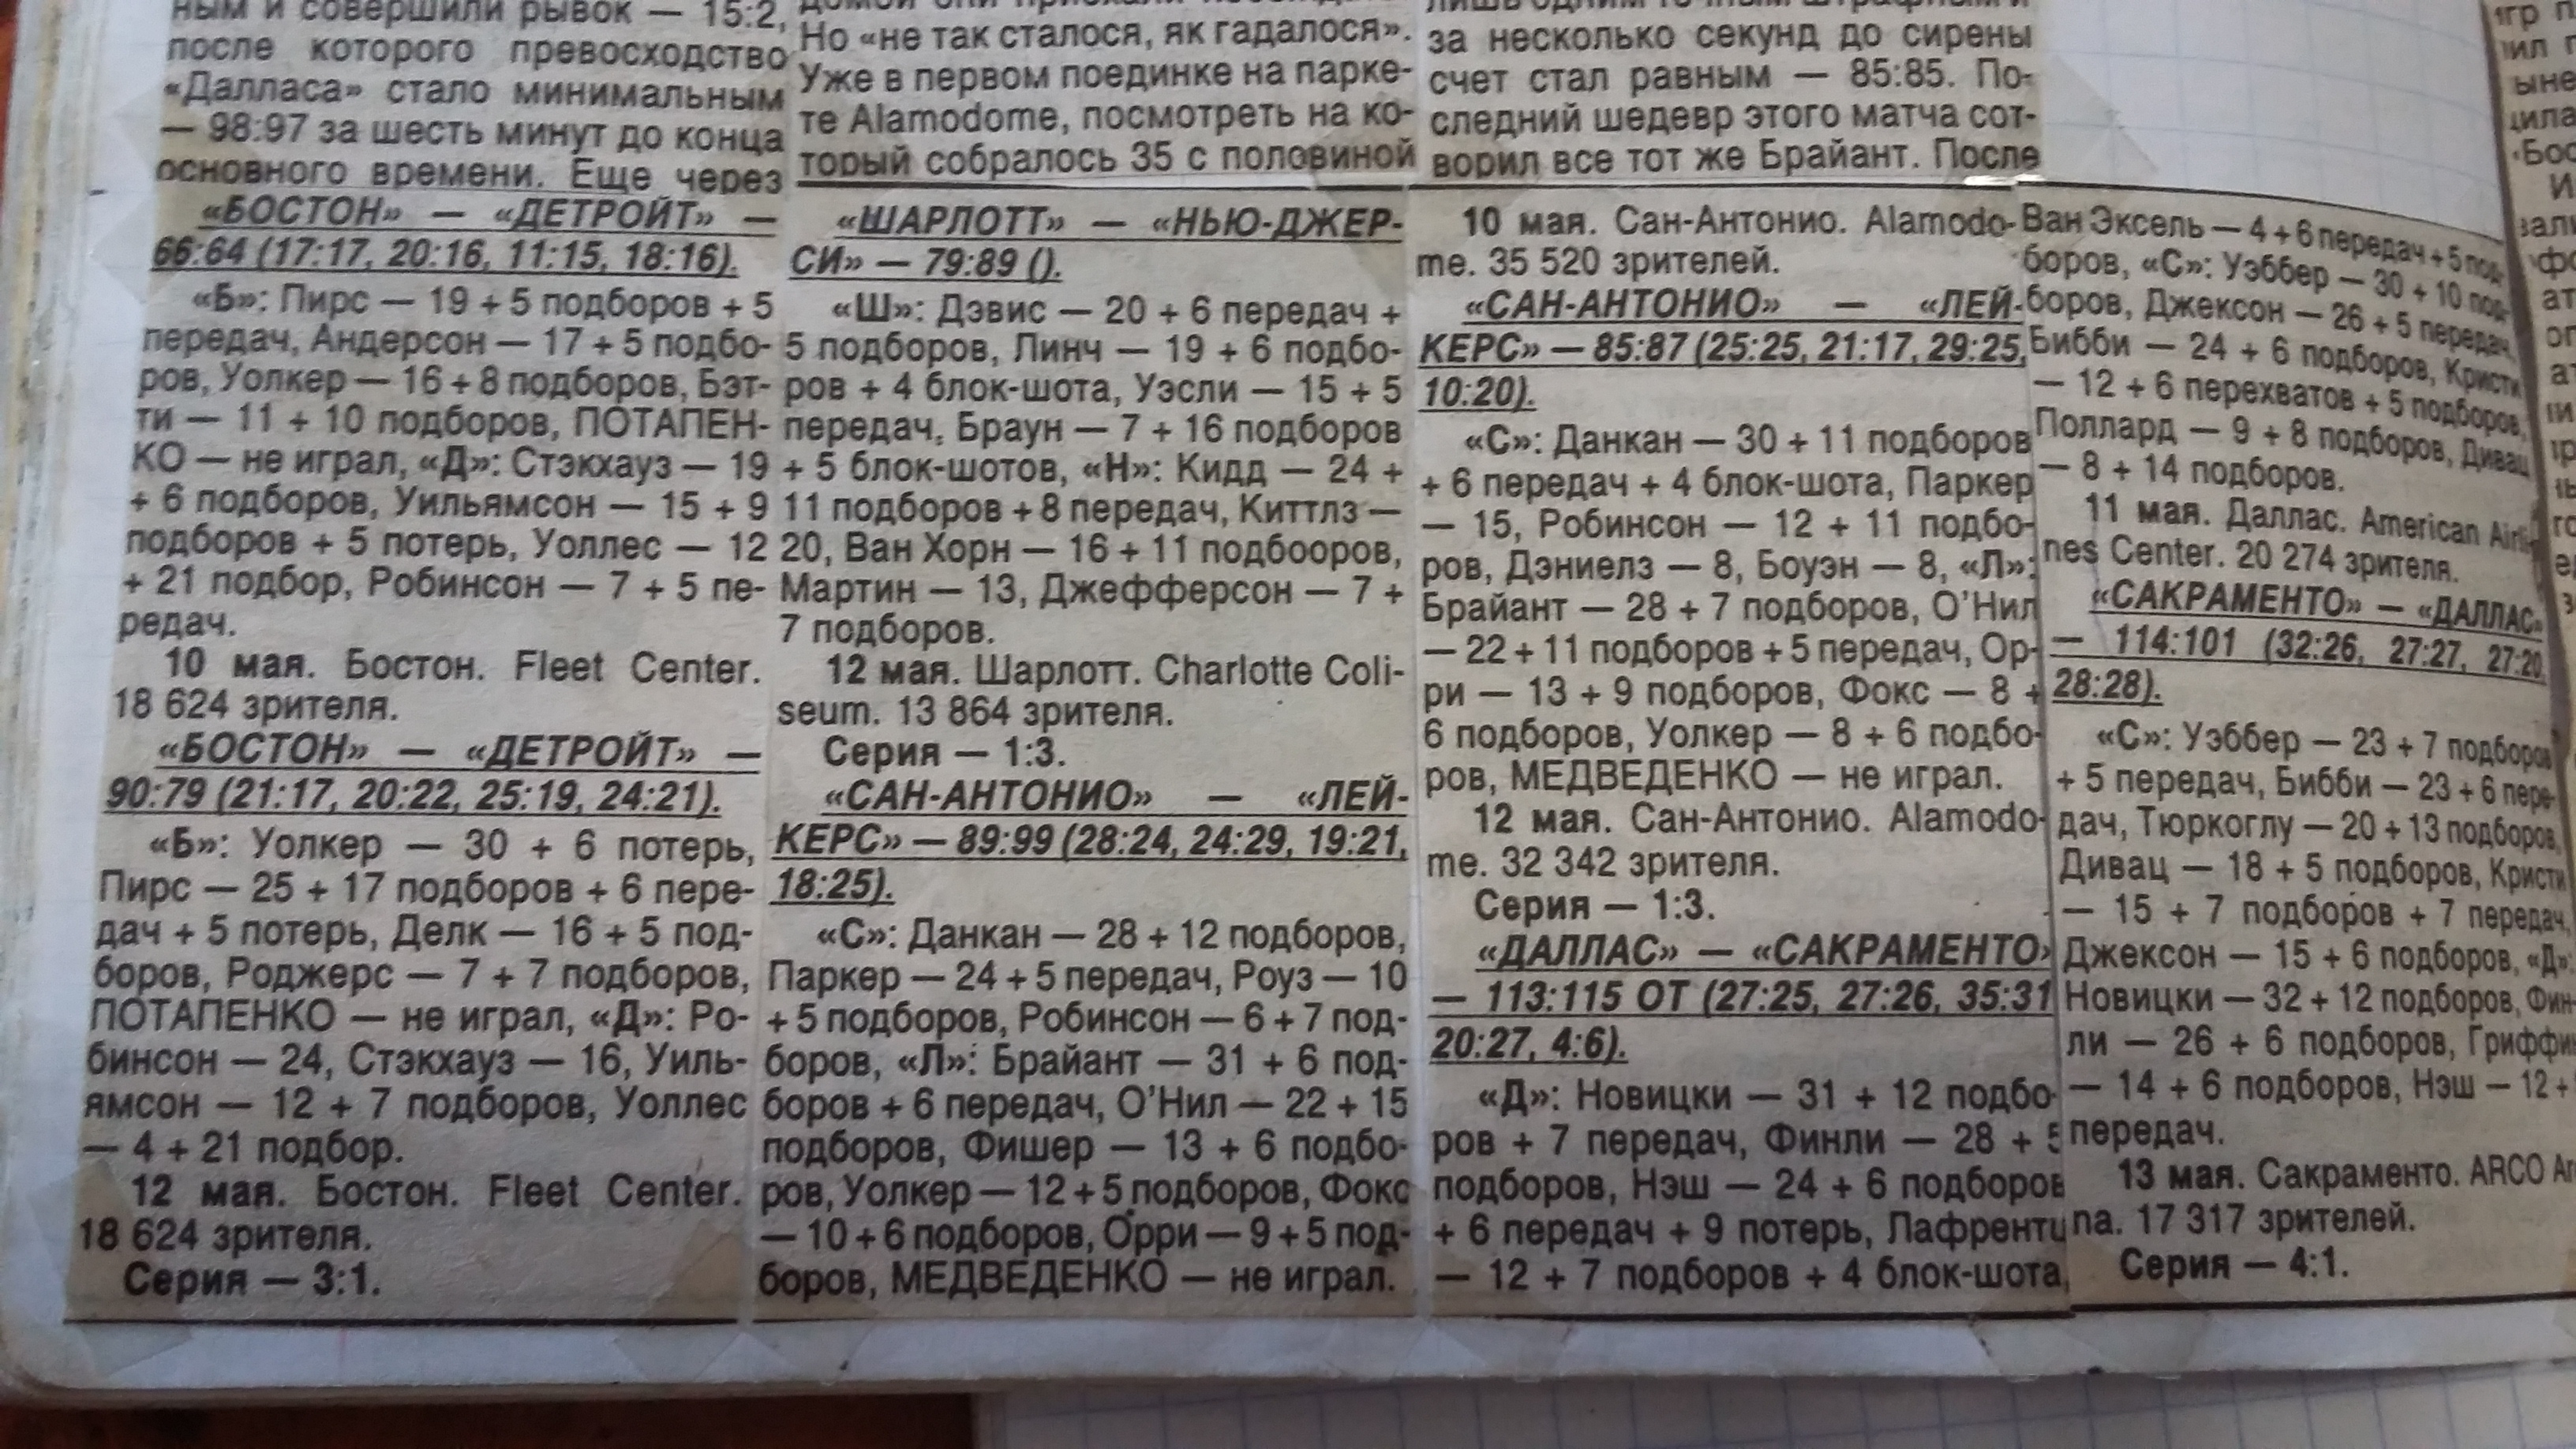 ным и совершили рывок — 15:2,
после которого превосходство
«Далласа» стало минимальным
— 98:97 за шесть минут до конца
основного времени. Еще через
«БОСТОН» — «ДЕТРОЙТ» —
66:64 (17:17, 20:16, 11:15, 18:16).
«Б»: Пирс — 19 + 5 подборов + 5
передач, Андерсон — 17 + 5 подбо-
ров, Уолкер — 16 + 8 подборов, Бэт-
ти — 11 + 10 подборов, ПОТАПЕН-
КО — не играл, «Д»: Стэкхауз — 19
+ 6 подборов, Уильямсон — 15 + 9
подборов + 5 потерь, Уоллес — 12
+ 21 подбор, Робинсон — 7 + 5 пе-
редач.
10 мая. Бостон. Fleet Center.
18 624 зрителя.
«БОСТОН» — «ДЕТРОЙТ» —
90:79 (21:17, 20:22, 25:19, 24:21).
«Б»: Уолкер — 30 + 6 потерь,
Пирс — 25 + 17 подборов + 6 пере-
дач + 5 потерь, Делк — 16 + 5 под-
боров, Роджерс — 7 + 7 подборов,
ПОТАПЕНКО — не играл, «Д»: Ро-
бинсон — 24, Стэкхауз — 16, Уиль-
ямсон — 12 + 7 подборов, Уоллес
— 4 + 21 подбор.
12 мая. Бостон. Fleet Center.
18 624 зрителя.
Серия — 3:1.
Но «не так сталося, як гадалося».
Уже в первом поединке на парке-
те Alamodome, посмотреть на ко-
торый собралось 35 с половиной
«ШАРЛОТТ» — «НЬЮ-ДЖЕР-
СИ» — 79:89 ().
«Ш»: Дэвис — 20 + 6 передач +
5 подборов, Линч — 19 + 6 подбо-
ров + 4 блок-шота, Уэсли — 15 + 5
передач, Браун — 7 + 16 подборов
+ 5 блок-шотов, «Н»: Кидд — 24 +
11 подборов + 8 передач, Киттлз —
20, Ван Хорн — 16 + 11 подбооров,
Мартин — 13, Джефферсон — 7 +
7 подборов.
12 мая. Шарлотт. Charlotte Coli-
seum. 13 864 зрителя.
Серия — 1:3.
«САН-АНТОНИО» — «ЛЕЙ-
КЕРС» — 89:99 (28:24, 24:29, 19:21,
18:25).
«С»: Данкан — 28 + 12 подборов,
Паркер — 24 + 5 передач, Роуз — 10
+ 5 подборов, Робинсон — 6 + 7 под-
боров, «Л»: Брайант — 31 + 6 под-
боров + 6 передач, О'Нил — 22 + 15
подборов, Фишер — 13 + 6 подбо-
ров, Уолкер — 12 + 5 подборов, Фокс
— 10 + 6 подборов, Орри — 9 + 5 под-
боров, МЕДВЕДЕНКО — не играл.
за несколько секунд до сирены
счет стал равным — 85:85. По-
следний шедевр этого матча сот-
ворил все тот же Брайант. После
10 мая. Сан-Антонио. Alamodo-
me. 35 520 зрителей.
«САН-АНТОНИО» — «ЛЕЙ-
КЕРС» — 85:87 (25:25, 21:17, 29:25,
10:20).
«С»: Данкан — 30 + 11 подборов
+ 6 передач + 4 блок-шота, Паркер
— 15, Робинсон — 12 + 11 подбо-
ров, Дэниелз — 8, Боуэн — 8, «Л»:
Брайант — 28 + 7 подборов, О'Нил
— 22 + 11 подборов + 5 передач, Ор-
ри — 13 + 9 подборов, Фокс — 8 +
6 подборов, Уолкер — 8 + 6 подбо-
ров, МЕДВЕДЕНКО — не играл.
12 мая. Сан-Антонио. Alamodo-
me. 32 342 зрителя.
Серия — 1:3.
«ДАЛЛАС» — «САКРАМЕНТО»
— 113:115 ОТ (27:25, 27:26, 35:31
20:27, 4:6).
«Д»: Новицки — 31 + 12 подбо-
ров + 7 передач, Финли — 28 + 5
подборов, Нэш — 24 + 6 подборов
+ 6 передач + 9 потерь, Лафрентц
— 12 + 7 подборов + 4 блок-шота,
Ван Эксель — 4 + 6 передач + 5 под-
боров, «С»: Уэббер — 30 + 10 под-
боров, Джексон — 26 + 5 передач,
Бибби — 24 + 6 подборов, Кристи
— 12 + 6 перехватов + 5 подборов,
Поллард — 9 + 8 подборов, Дивац
— 8 + 14 подборов.
11 мая. Даллас. American Airli-
nes Center. 20 274 зрителя.
«САКРАМЕНТО» — «ДАЛЛАС»
— 114:101 (32:26, 27:27, 27:20,
28:28).
«С»: Уэббер — 23 + 7 подборов
+ 5 передач, Бибби — 23 + 6 пере-
дач, Тюркоглу — 20 + 13 подборов,
Дивац — 18 + 5 подборов, Кристи
— 15 + 7 подборов + 7 передач,
Джексон — 15 + 6 подборов, «Д»:
Новицки — 32 + 12 подборов, Фин-
ли — 26 + 6 подборов, Гриффин
— 14 + 6 подборов, Нэш — 12 +
передач.
13 мая. Сакраменто. ARCO Are
na. 17 317 зрителей.
Серия — 4:1.